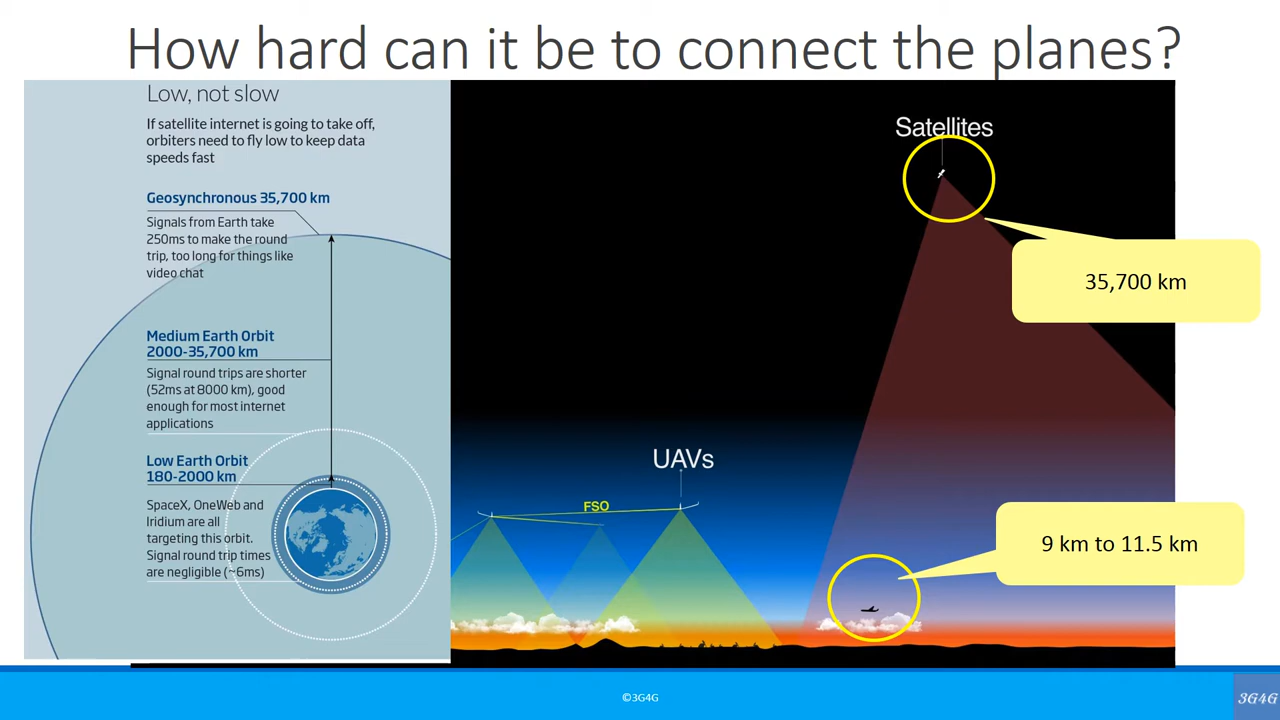 How hard can it be to connect the planes?
Low, not slow
If satellite internet is going to take off,
orbiters need to fly low to keep data
speeds fast
Geosynchronous 35,700 km
Signals from Earth take
250ms to make the round
trip, too long for things like
video chat
Medium Earth Orbit
2000-35,700 km
Signal round trips are shorter
(52ms at 8000 km), good
enough for most internet
applications
Low Earth Orbit
180-2000 km
SpaceX, OneWeb and
Iridium are all
targeting this orbit.
Signal round trip times
are negligible (~6ms)
Satellites
35,700 km
UAVs
FSO
9 km to 11.5 km
©3G4G
3G4G